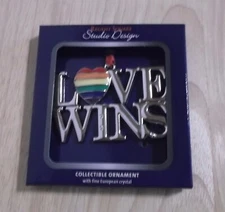 Studio Design
LOVE
WINS
COLLECTIBLE ORNAMENT
with fine European crystal